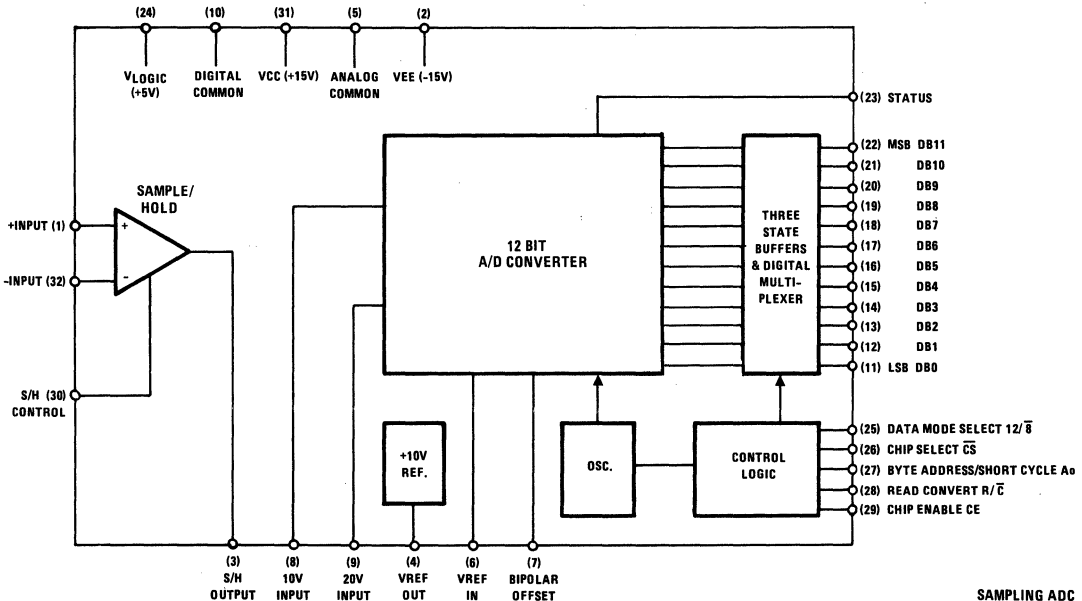 (24) (10) (31) (5) (2)
VLOGIC (+5V)
DIGITAL COMMON
VCC (+15V)
ANALOG COMMON
VEE (-15V)
(23) STATUS
(22) MSB DB11
(21) DB10
(20) DB9
(19) DB8
(18) DB7
(17) DB6
(16) DB5
(15) DB4
(14) DB3
(13) DB2
(12) DB1
(11) LSB DB0
SAMPLE/
HOLD
+INPUT (1)
+
-INPUT (32)
-
S/H (30)
CONTROL
12 BIT
A/D CONVERTER
THREE
STATE
BUFFERS
& DIGITAL
MULTI-
PLEXER
+10V
REF.
OSC.
CONTROL
LOGIC
(25) DATA MODE SELECT 12/8̅
(26) CHIP SELECT C̅S̅
(27) BYTE ADDRESS/SHORT CYCLE Ao
(28) READ CONVERT R/C̅
(29) CHIP ENABLE CE
(3) (8) (9) (4) (6) (7)
S/H 10V 20V VREF VREF BIPOLAR
OUTPUT INPUT INPUT OUT IN OFFSET
SAMPLING ADC